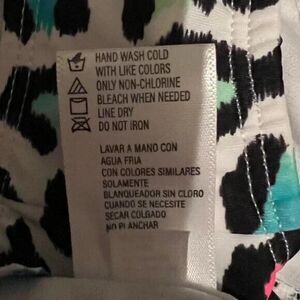 HAND WASH COLD
WITH LIKE COLORS
ONLY NON-CHLORINE
BLEACH WHEN NEEDED
LINE DRY
DO NOT IRON
LAVAR A MANO CON
AGUA FRIA
CON COLORES SIMILARES
SOLAMENTE
BLANQUEADOR SIN CLORO
CUANDO SE NECESITE
SECAR COLGADO
NO PLANCHAR